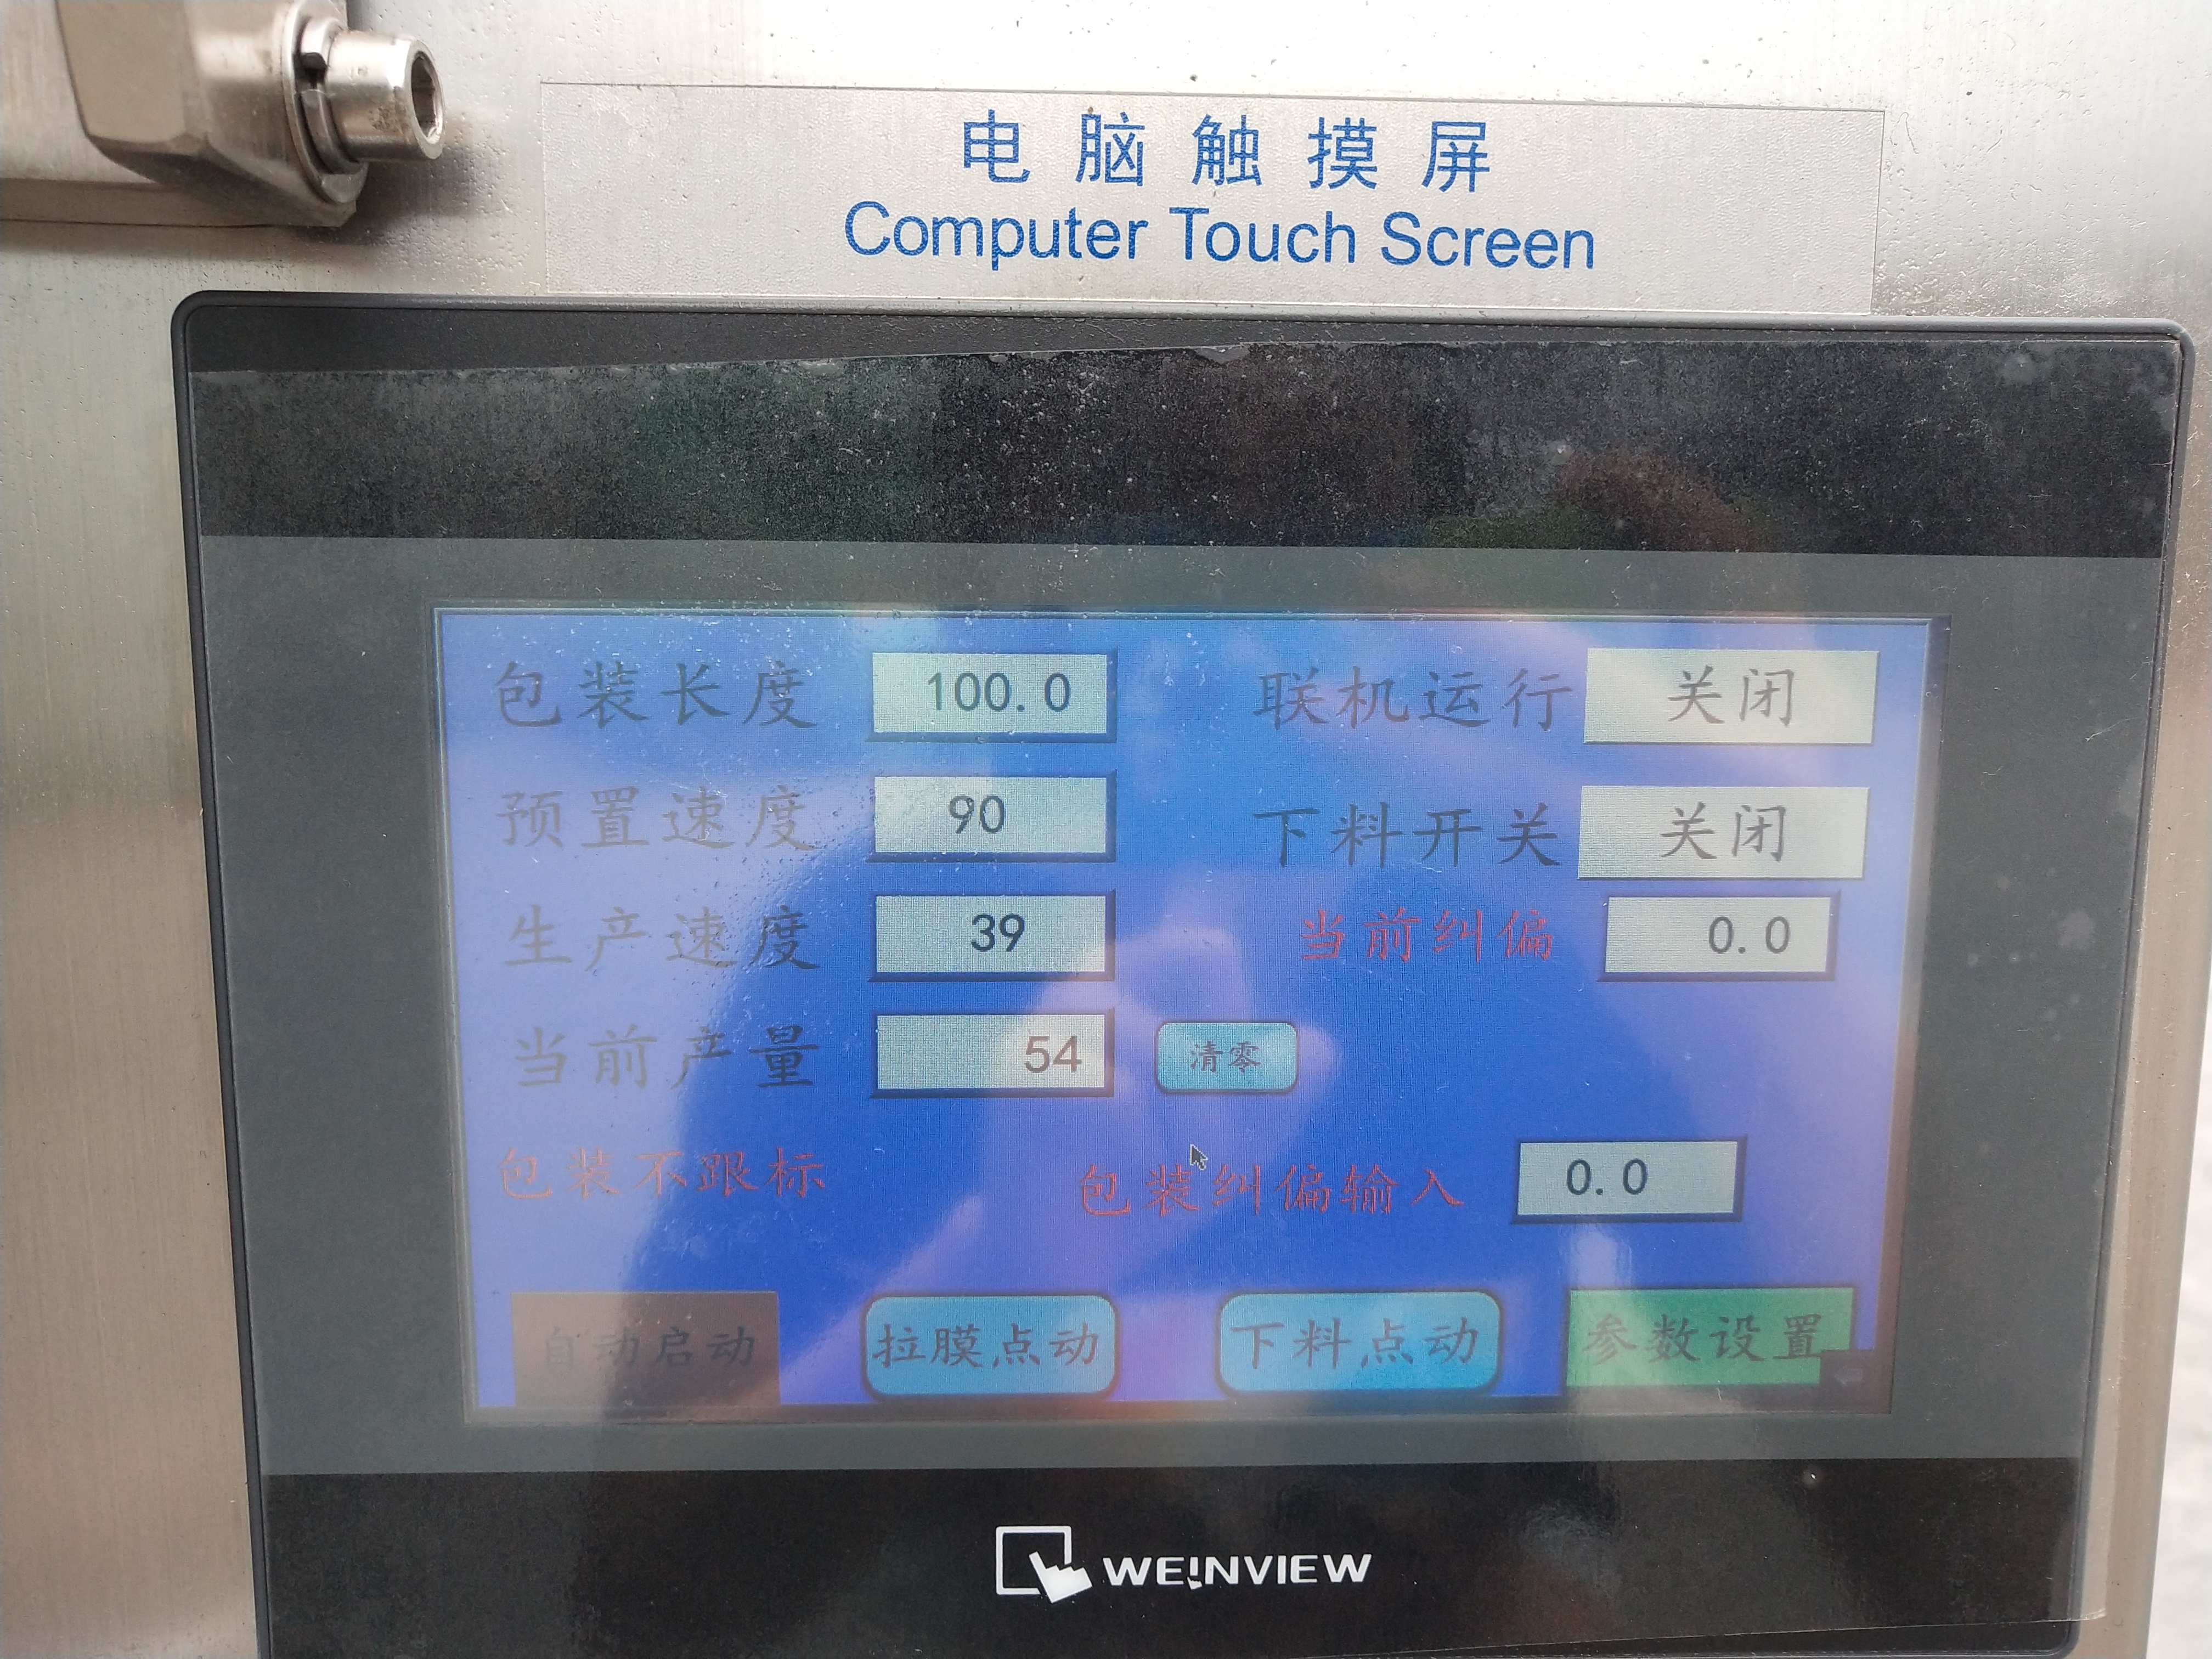 电脑触摸屏
Computer Touch Screen
包装长度 100.0 联机运行 关闭
预置速度 90 下料开关 关闭
生产速度 39 当前纠偏 0.0
当前产量 54 清零
包装不跟标 包装纠偏输入 0.0
自动启动 拉膜点动 下料点动 参数设置
WEINVIEW